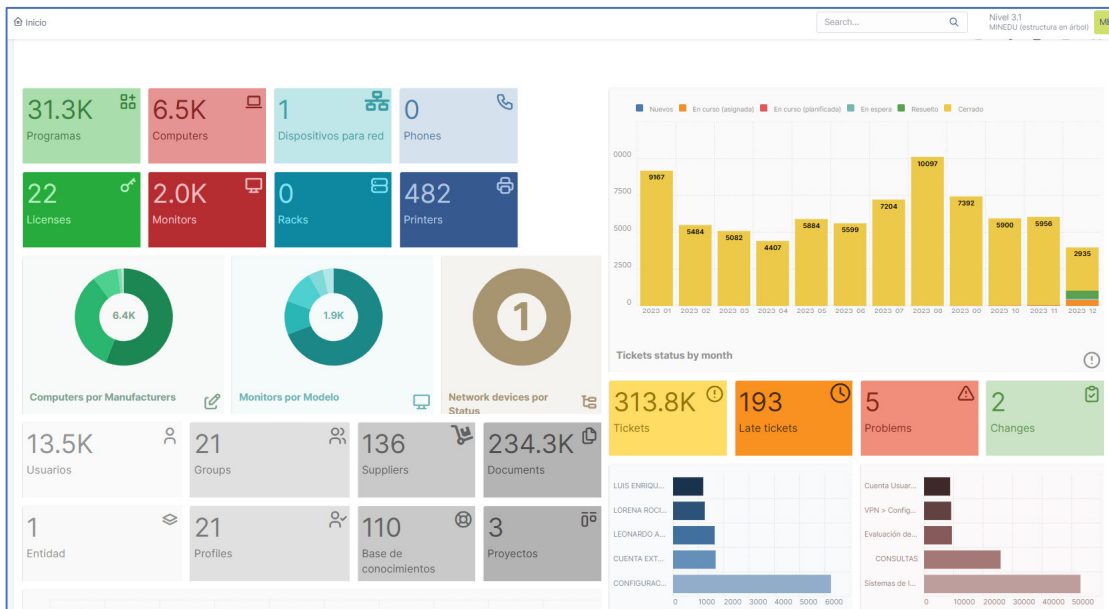 Inicio
Search...
Nivel 3.1
MINEDU (estructura en árbol)
ME
31.3K
Programas
6.5K
Computers
1
Dispositivos para red
0
Phones
22
Licenses
2.0K
Monitors
0
Racks
482
Printers
6.4K
Computers por Manufacturers
1.9K
Monitors por Modelo
1
Network devices por
Status
13.5K
Usuarios
21
Groups
136
Suppliers
234.3K
Documents
1
Entidad
21
Profiles
110
Base de
conocimientos
3
Proyectos
Nuevos En curso (asignada) En curso (planificada) En espera Resuelto Cerrado
0000
7500
5000
2500
0
9167
5484
5082
4407
5884
5599
7204
10097
7392
5900
5956
2935
2023 01 2023 02 2023 03 2023 04 2023 05 2023 06 2023 07 2023 08 2023 09 2023 10 2023 11 2023 12
Tickets status by month
313.8K
Tickets
193
Late tickets
5
Problems
2
Changes
LUIS ENRIQU...
LORENA ROCI...
LEONARDO A...
CUENTA EXT...
CONFIGURAC...
0 1000 2000 3000 4000 5000 6000
Cuenta Usuar...
VPN > Config...
Evaluación de...
CONSULTAS
Sistemas de I...
0 10000 20000 30000 40000 50000